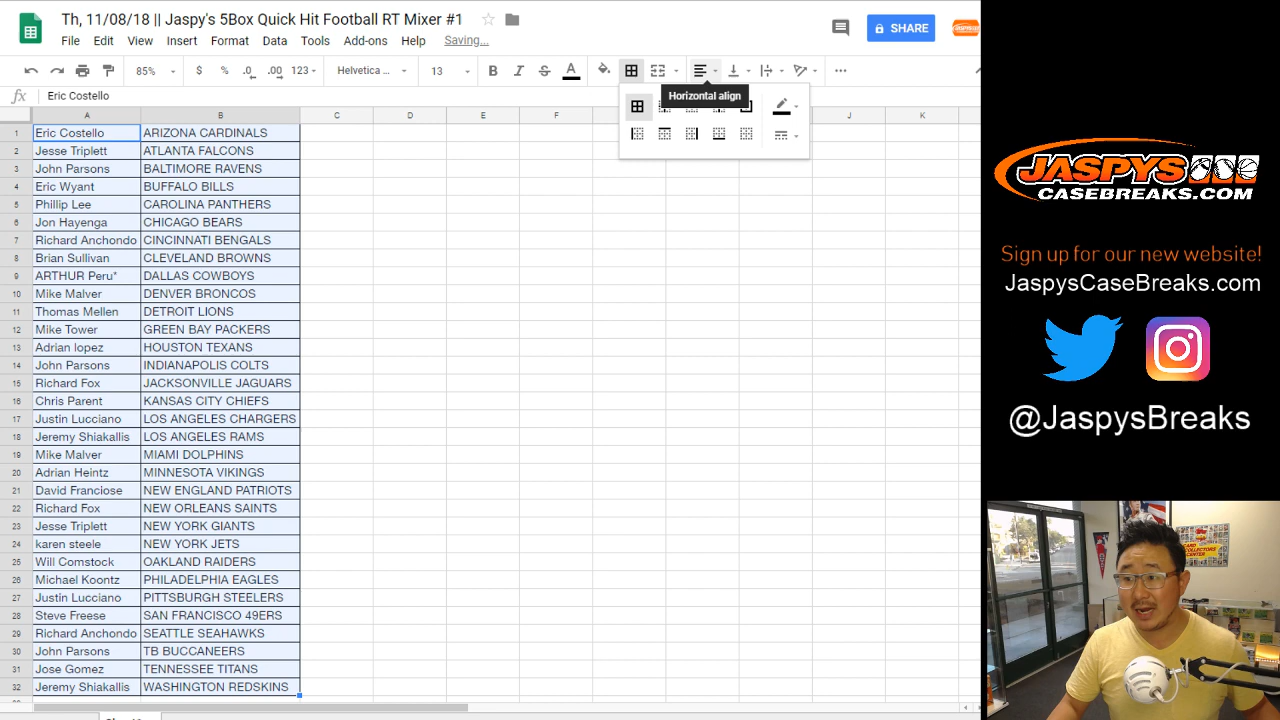 Th, 11/08/18 || Jaspy's 5Box Quick Hit Football RT Mixer #1
File Edit View Insert Format Data Tools Add-ons Help Saving...
SHARE
85% $ % .0 .00 123 Helvetica ... 13 B I S A
Horizontal align
fx Eric Costello
A B C D E F J K
1 Eric Costello ARIZONA CARDINALS
2 Jesse Triplett ATLANTA FALCONS
3 John Parsons BALTIMORE RAVENS
4 Eric Wyant BUFFALO BILLS
5 Phillip Lee CAROLINA PANTHERS
6 Jon Hayenga CHICAGO BEARS
7 Richard Anchondo CINCINNATI BENGALS
8 Brian Sullivan CLEVELAND BROWNS
9 ARTHUR Peru* DALLAS COWBOYS
10 Mike Malver DENVER BRONCOS
11 Thomas Mellen DETROIT LIONS
12 Mike Tower GREEN BAY PACKERS
13 Adrian lopez HOUSTON TEXANS
14 John Parsons INDIANAPOLIS COLTS
15 Richard Fox JACKSONVILLE JAGUARS
16 Chris Parent KANSAS CITY CHIEFS
17 Justin Lucciano LOS ANGELES CHARGERS
18 Jeremy Shiakallis LOS ANGELES RAMS
19 Mike Malver MIAMI DOLPHINS
20 Adrian Heintz MINNESOTA VIKINGS
21 David Franciose NEW ENGLAND PATRIOTS
22 Richard Fox NEW ORLEANS SAINTS
23 Jesse Triplett NEW YORK GIANTS
24 karen steele NEW YORK JETS
25 Will Comstock OAKLAND RAIDERS
26 Michael Koontz PHILADELPHIA EAGLES
27 Justin Lucciano PITTSBURGH STEELERS
28 Steve Freese SAN FRANCISCO 49ERS
29 Richard Anchondo SEATTLE SEAHAWKS
30 John Parsons TB BUCCANEERS
31 Jose Gomez TENNESSEE TITANS
32 Jeremy Shiakallis WASHINGTON REDSKINS
JASPYS
CASEBREAKS.COM
Sign up for our new website!
JaspysCaseBreaks.com
@JaspysBreaks
CARD
COLLECTORS
CENTER